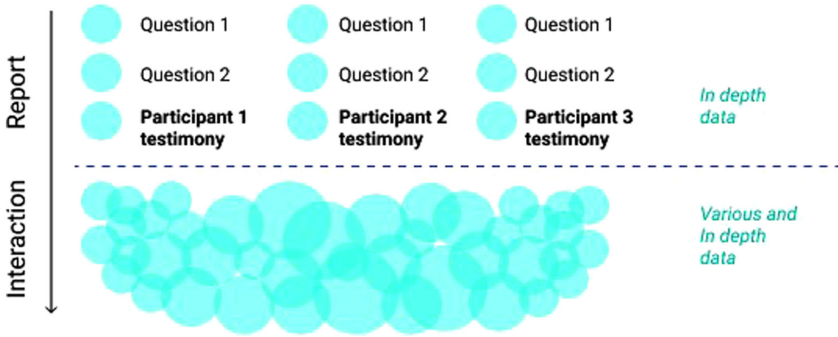 Report
Question 1
Question 1
Question 1
Question 2
Question 2
Question 2
Participant 1
testimony
Participant 2
testimony
Participant 3
testimony
In depth
data
Interaction
Various and
In depth
data